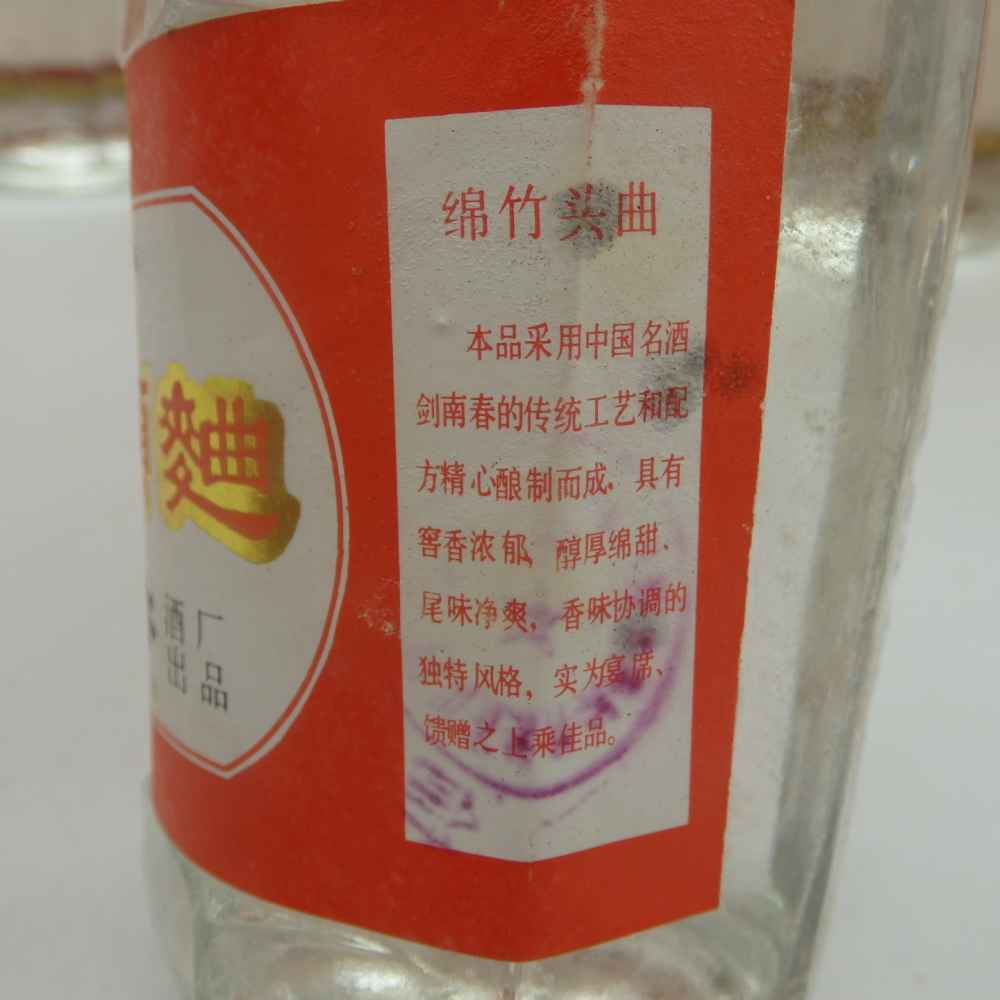 绵竹头曲
本品采用中国名酒
剑南春的传统工艺和配
方精心酿制而成. 具有
窖香浓郁, 醇厚绵甜、
尾味净爽, 香味协调的
独特风格, 实为宴席、
馈赠之上乘佳品。
麯
酒厂
出品